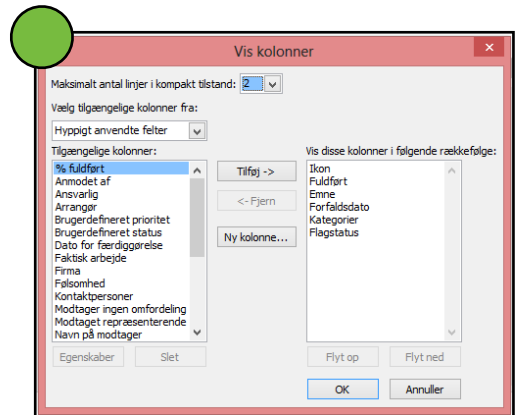 Vis kolonner
Maksimalt antal linjer i kompakt tilstand: 2
Vælg tilgængelige kolonner fra:
Hyppigt anvendte felter
Tilgængelige kolonner:
% fuldført
Anmodet af
Ansvarlig
Arrangør
Brugerdefineret prioritet
Brugerdefineret status
Dato for færdiggørelse
Faktisk arbejde
Firma
Følsomhed
Kontaktpersoner
Modtager ingen omfordeling
Modtaget repræsenterende
Navn på modtager
Tilføj ->
<- Fjern
Ny kolonne...
Vis disse kolonner i følgende rækkefølge:
Ikon
Fuldført
Emne
Forfaldsdato
Kategorier
Flagstatus
Egenskaber
Slet
Flyt op
Flyt ned
OK
Annuller